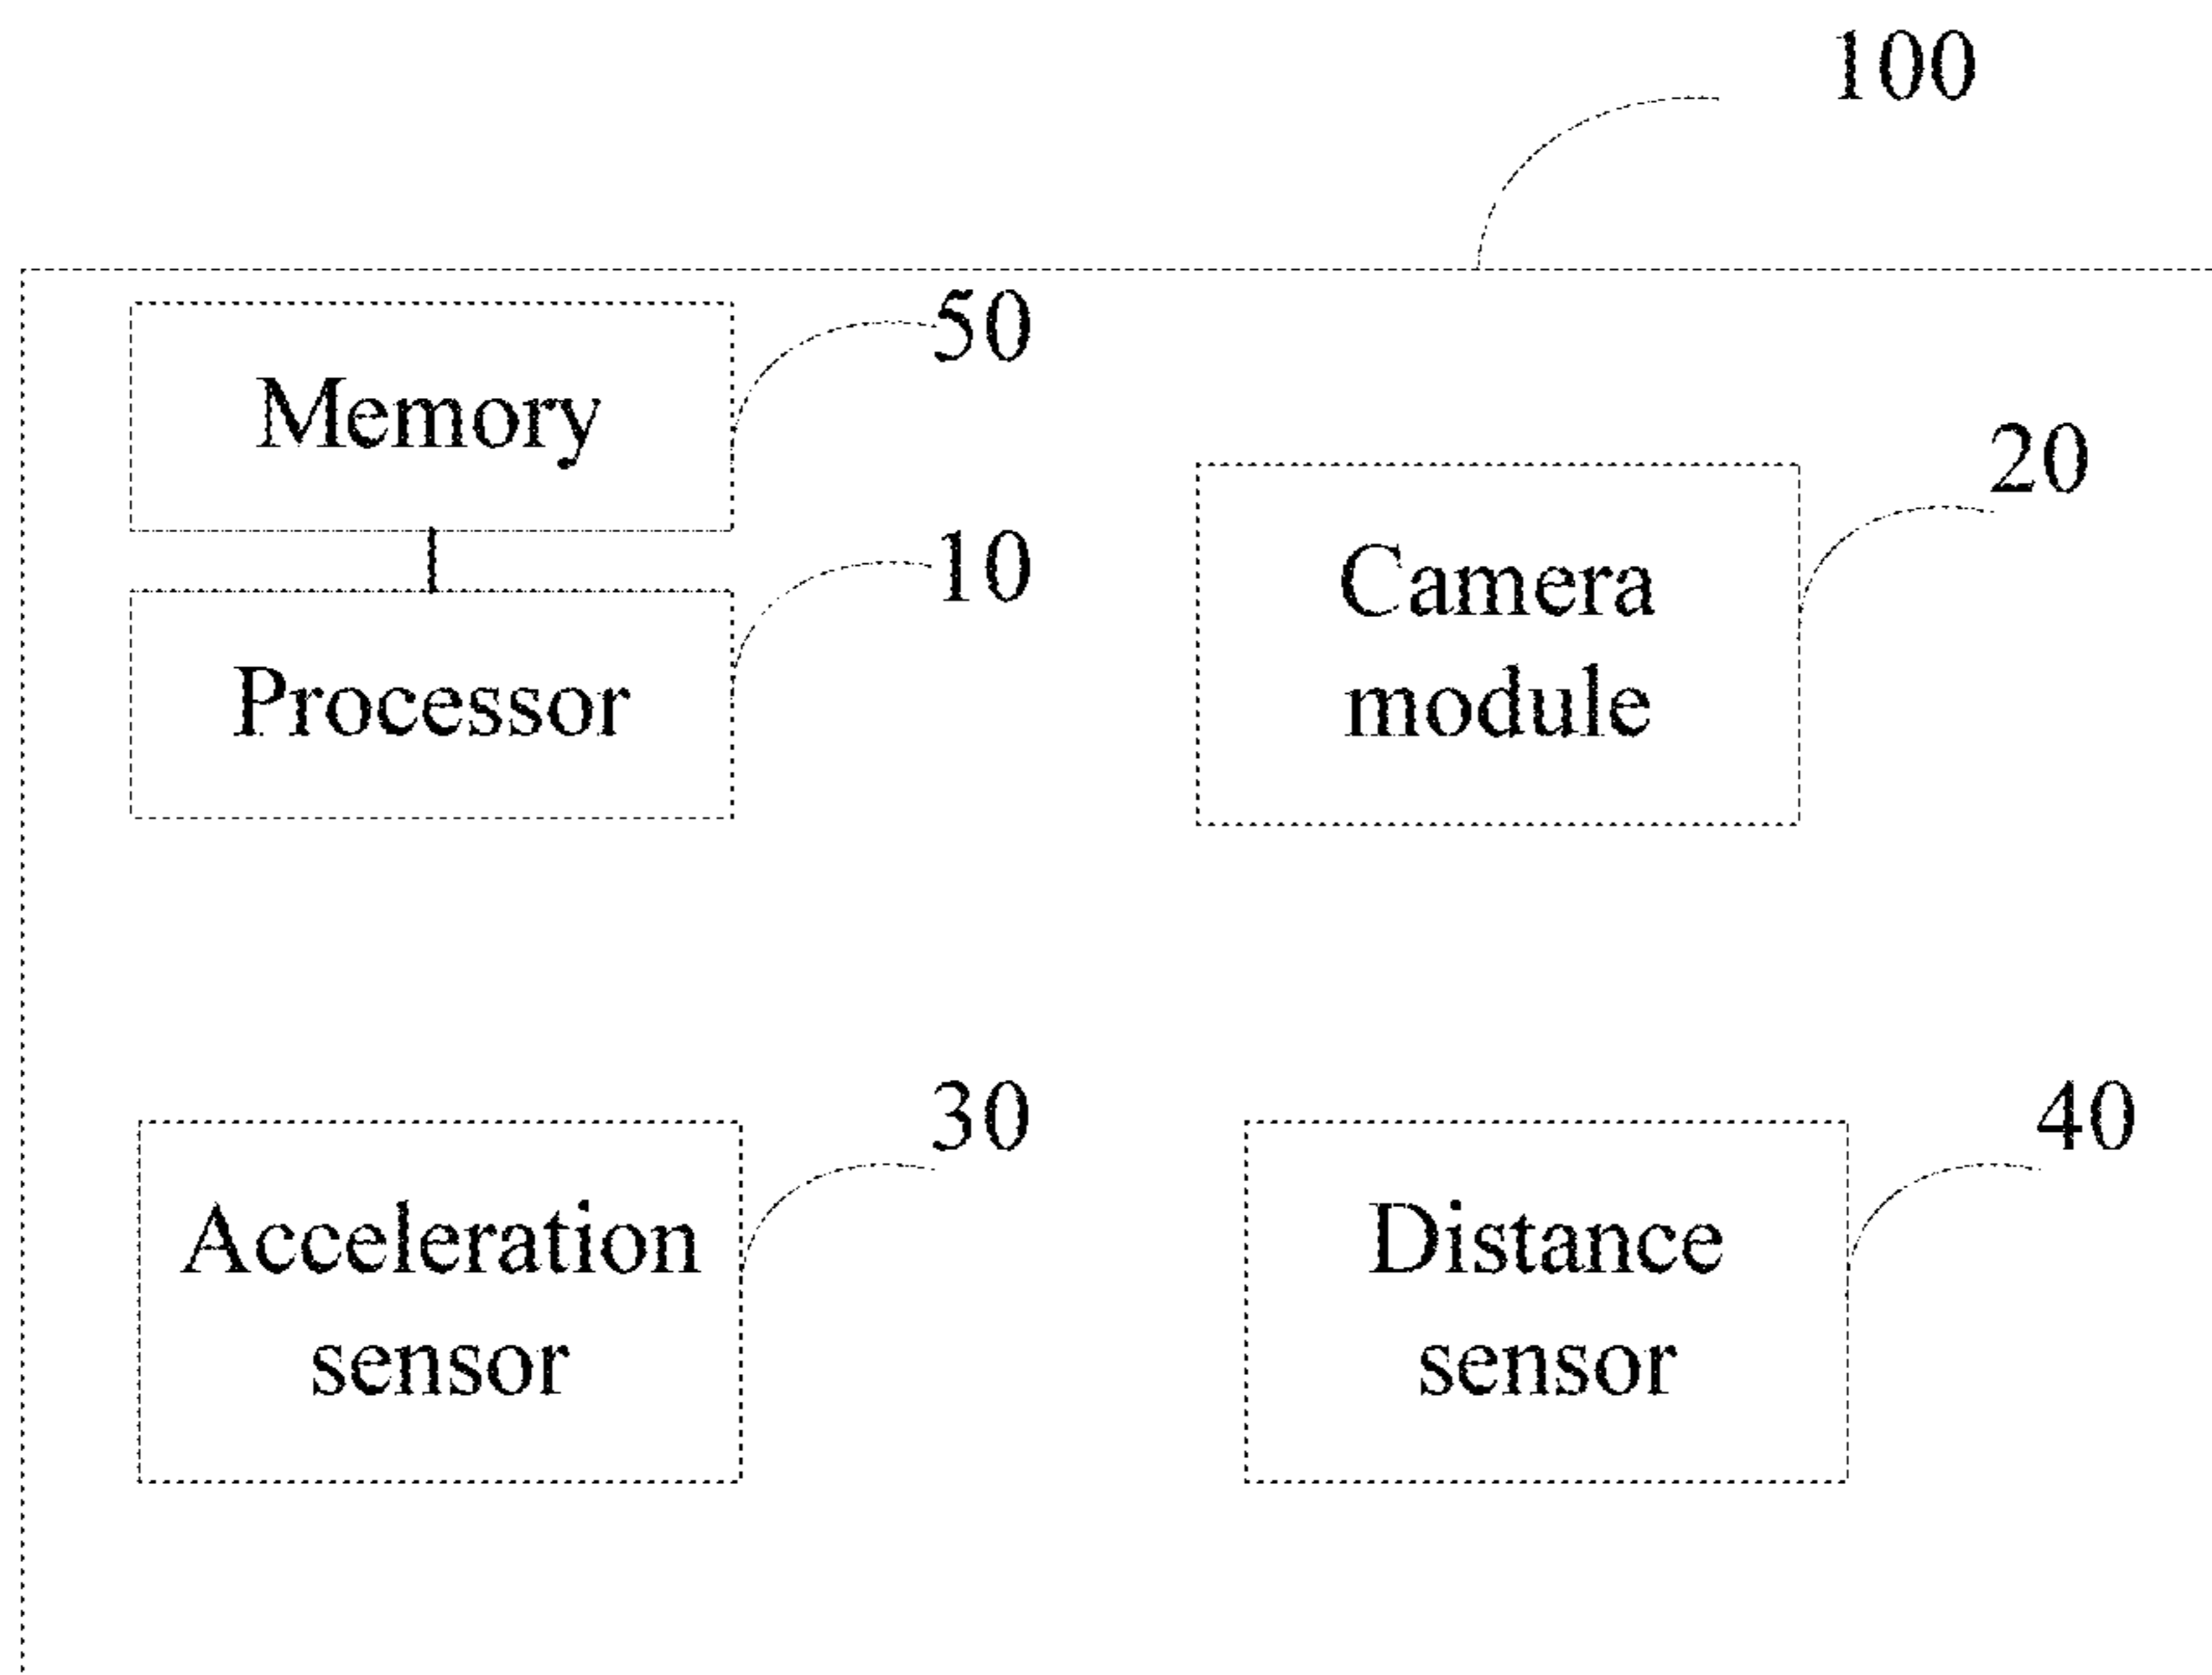 100
50
Memory
20
10
Camera
module
Processor
30
40
Acceleration
sensor
Distance
sensor